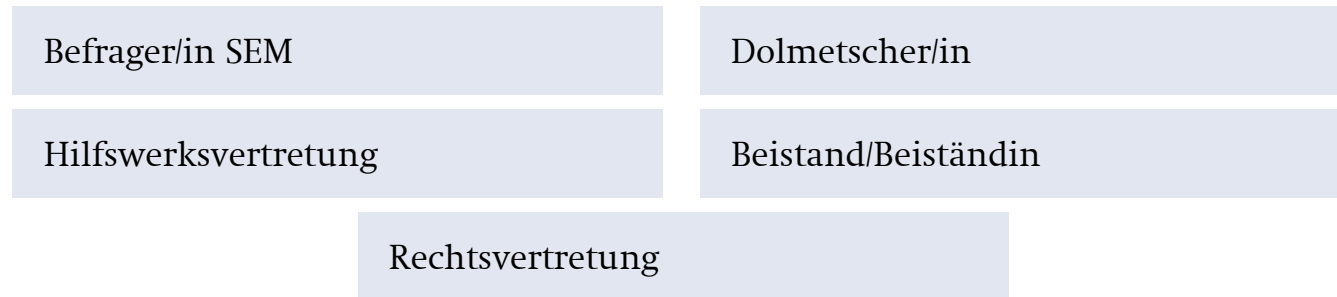 Befrager/in SEM
Dolmetscher/in
Hilfswerksvertretung
Beistand/Beiständin
Rechtsvertretung